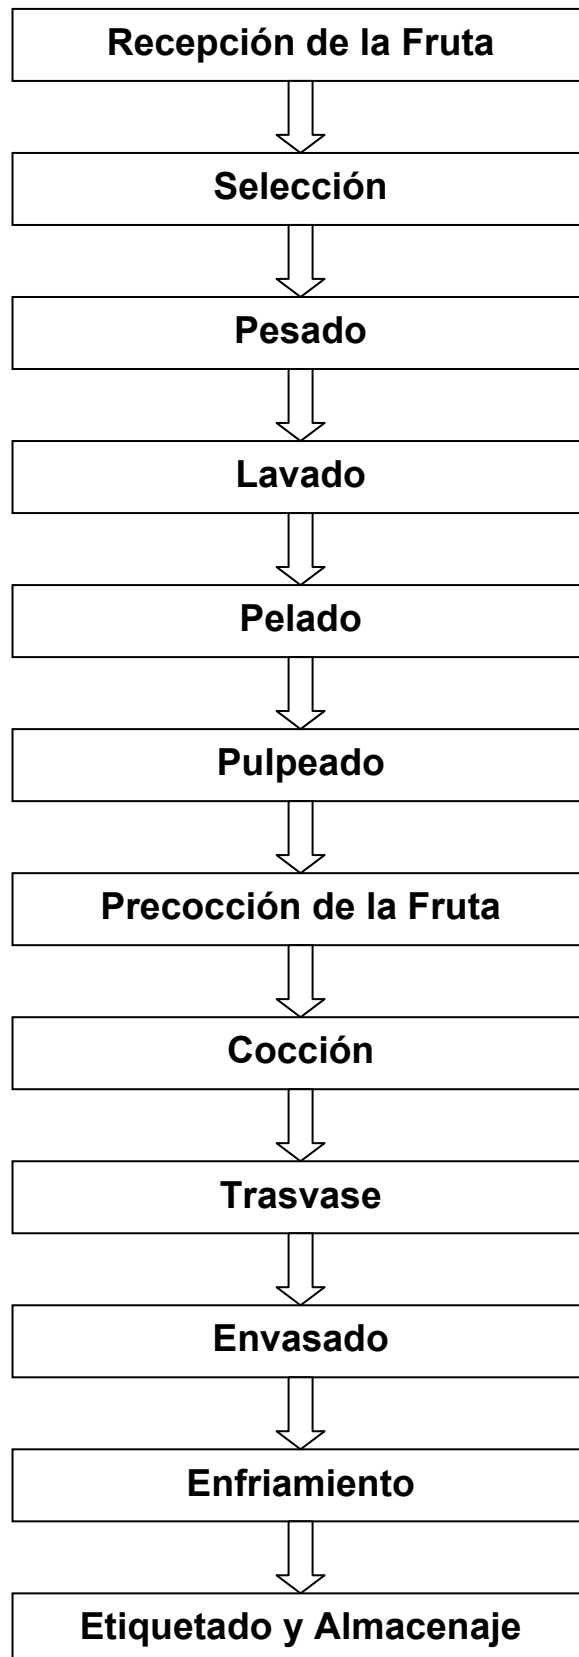 Recepción de la Fruta
Selección
Pesado
Lavado
Pelado
Pulpeado
Precocción de la Fruta
Cocción
Trasvase
Envasado
Enfriamiento
Etiquetado y Almacenaje